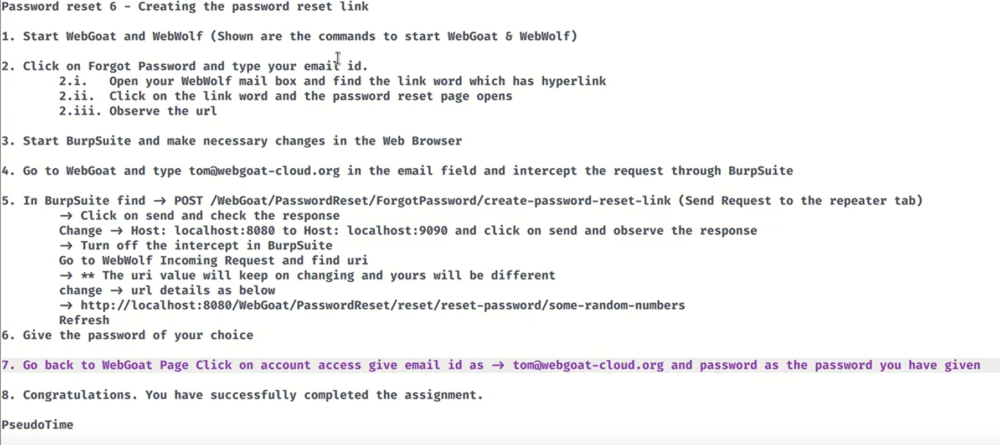 Password reset 6 - Creating the password reset link
1. Start WebGoat and WebWolf (Shown are the commands to start WebGoat & WebWolf)
2. Click on Forgot Password and type your email id.
2.i. Open your WebWolf mail box and find the link word which has hyperlink
2.ii. Click on the link word and the password reset page opens
2.iii. Observe the url
3. Start BurpSuite and make necessary changes in the Web Browser
4. Go to WebGoat and type tom@webgoat-cloud.org in the email field and intercept the request through BurpSuite
5. In BurpSuite find → POST /WebGoat/PasswordReset/ForgotPassword/create-password-reset-link (Send Request to the repeater tab)
→ Click on send and check the response
Change → Host: localhost:8080 to Host: localhost:9090 and click on send and observe the response
→ Turn off the intercept in BurpSuite
Go to WebWolf Incoming Request and find uri
→ ** The uri value will keep on changing and yours will be different
change → url details as below
→ http://localhost:8080/WebGoat/PasswordReset/reset/reset-password/some-random-numbers
Refresh
6. Give the password of your choice
7. Go back to WebGoat Page Click on account access give email id as → tom@webgoat-cloud.org and password as the password you have given
8. Congratulations. You have successfully completed the assignment.
PseudoTime